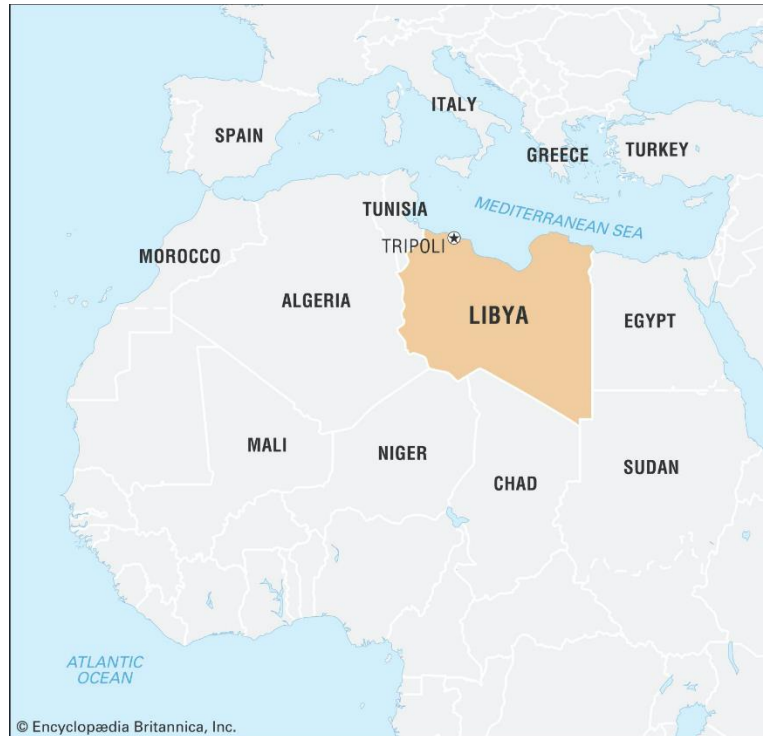 ITALY
SPAIN
GREECE
TURKEY
TUNISIA
MEDITERRANEAN SEA
TRIPOLI
MOROCCO
ALGERIA
LIBYA
EGYPT
MALI
NIGER
CHAD
SUDAN
ATLANTIC
OCEAN
© Encyclopædia Britannica, Inc.